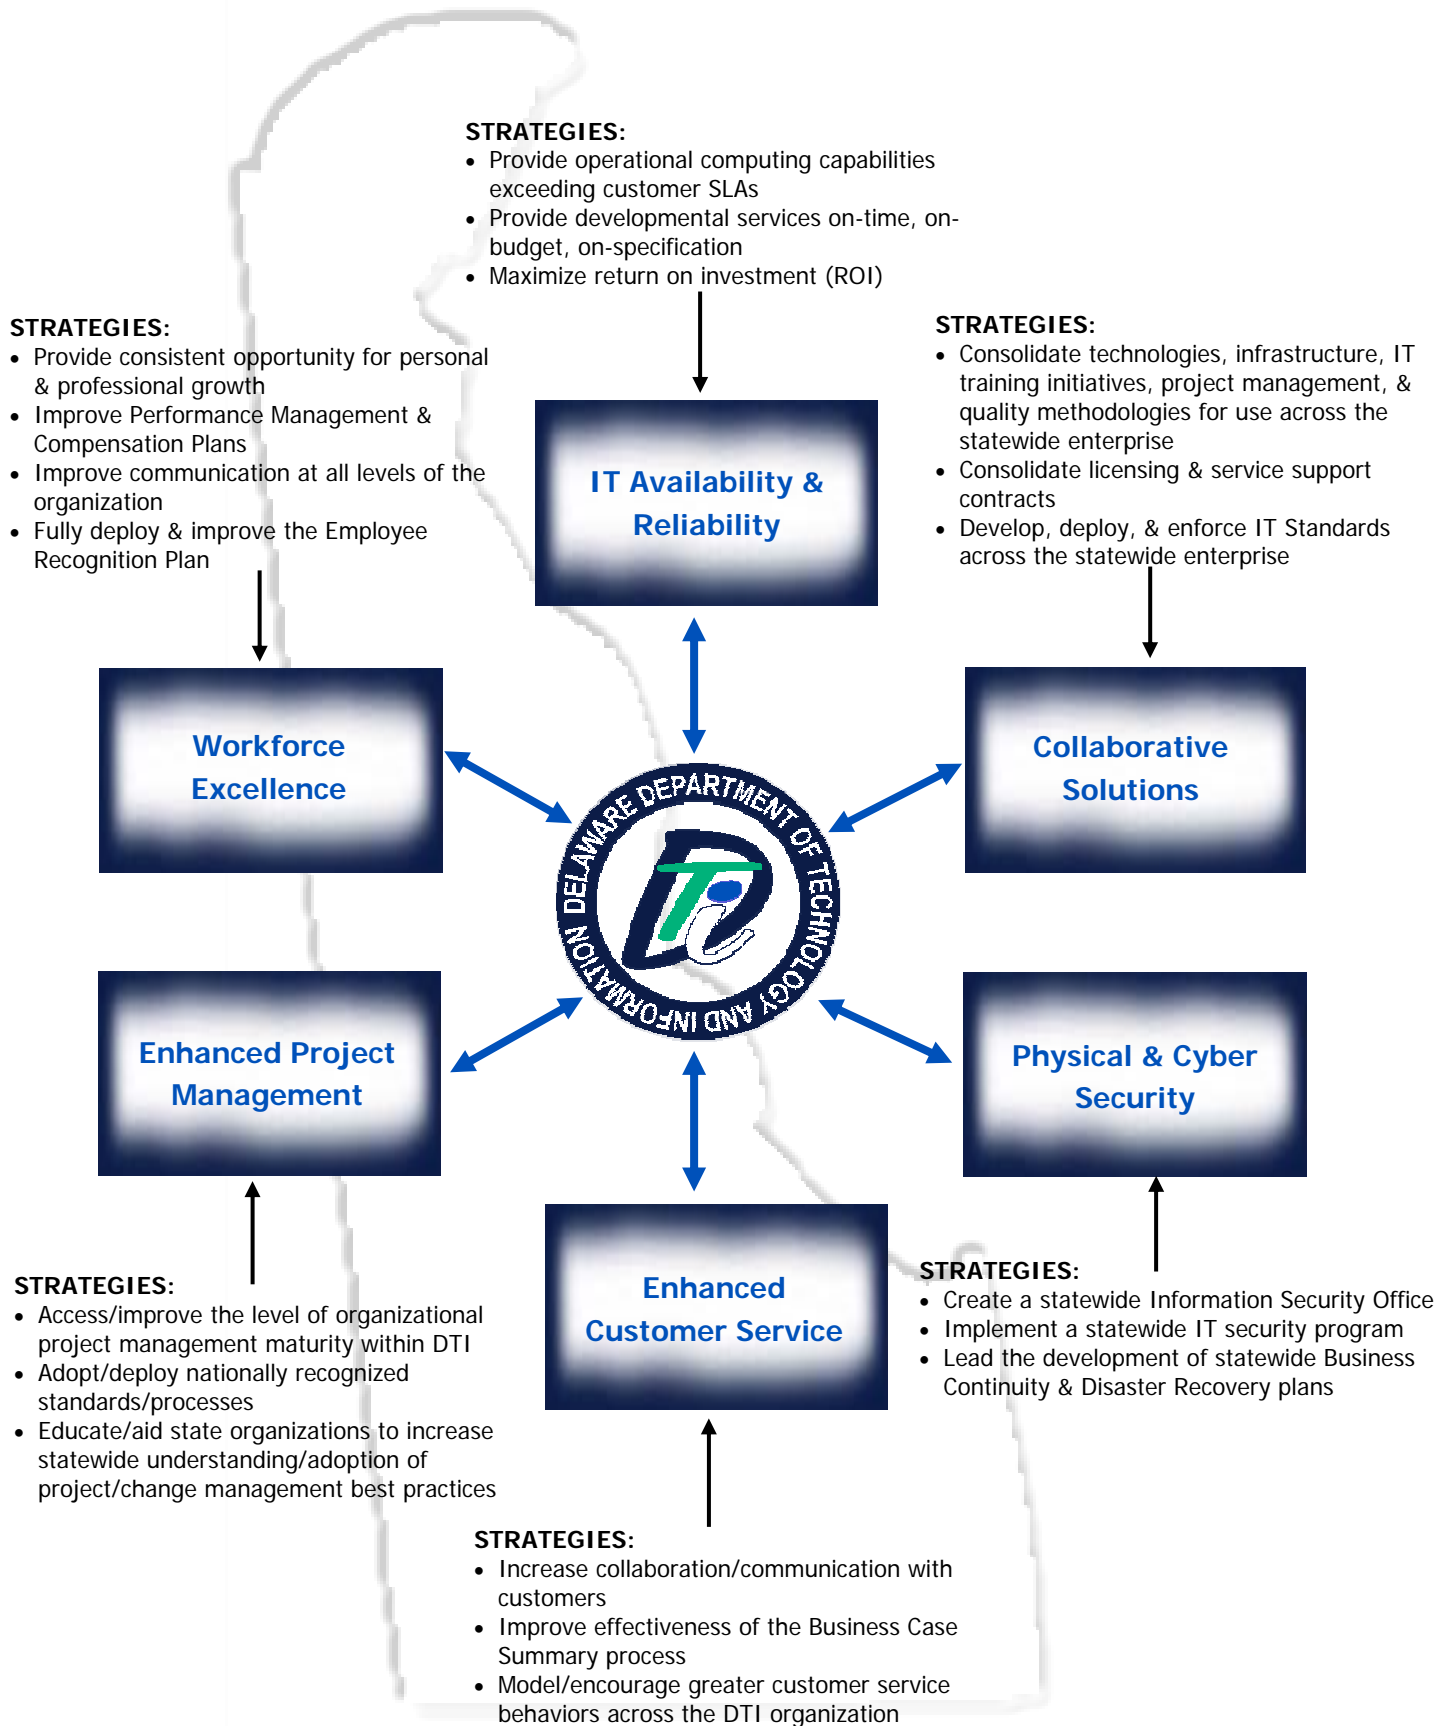 STRATEGIES:
• Provide operational computing capabilities
exceeding customer SLAs
• Provide developmental services on-time, on-
budget, on-specification
• Maximize return on investment (ROI)
STRATEGIES:
• Provide consistent opportunity for personal
& professional growth
• Improve Performance Management &
Compensation Plans
• Improve communication at all levels of the
organization
• Fully deploy & improve the Employee
Recognition Plan
STRATEGIES:
• Consolidate technologies, infrastructure, IT
training initiatives, project management, &
quality methodologies for use across the
statewide enterprise
• Consolidate licensing & service support
contracts
• Develop, deploy, & enforce IT Standards
across the statewide enterprise
IT Availability &
Reliability
Workforce
Excellence
Collaborative
Solutions
DELAWARE DEPARTMENT OF TECHNOLOGY AND INFORMATION
DTi
Enhanced Project
Management
Physical & Cyber
Security
Enhanced
Customer Service
STRATEGIES:
• Access/improve the level of organizational
project management maturity within DTI
• Adopt/deploy nationally recognized
standards/processes
• Educate/aid state organizations to increase
statewide understanding/adoption of
project/change management best practices
STRATEGIES:
• Create a statewide Information Security Office
• Implement a statewide IT security program
• Lead the development of statewide Business
Continuity & Disaster Recovery plans
STRATEGIES:
• Increase collaboration/communication with
customers
• Improve effectiveness of the Business Case
Summary process
• Model/encourage greater customer service
behaviors across the DTI organization